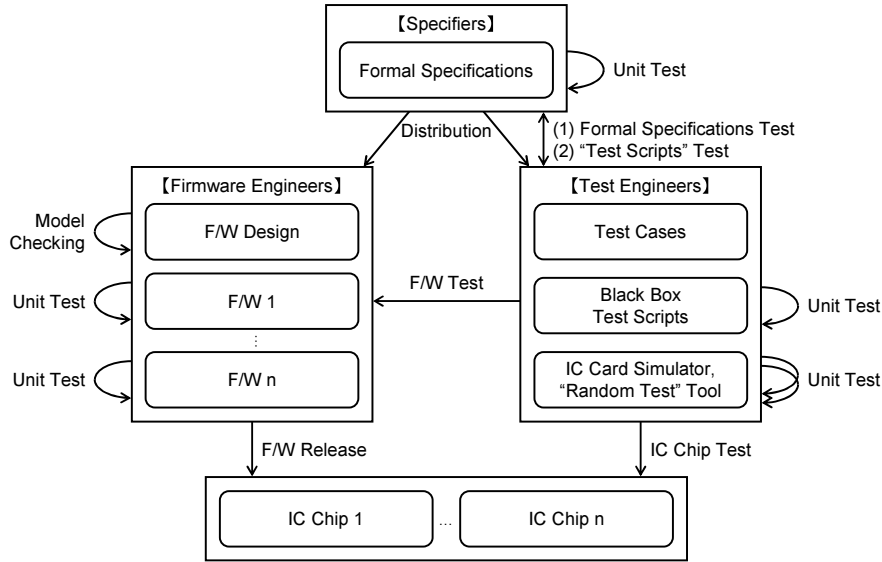 【Specifiers】
Formal Specifications
Unit Test
Distribution
(1) Formal Specifications Test
(2) “Test Scripts” Test
【Firmware Engineers】
【Test Engineers】
Model
Checking
F/W Design
Test Cases
F/W Test
Unit Test
F/W 1
Black Box
Test Scripts
Unit Test
...
Unit Test
F/W n
IC Card Simulator,
“Random Test” Tool
Unit Test
F/W Release
IC Chip Test
IC Chip 1
...
IC Chip n